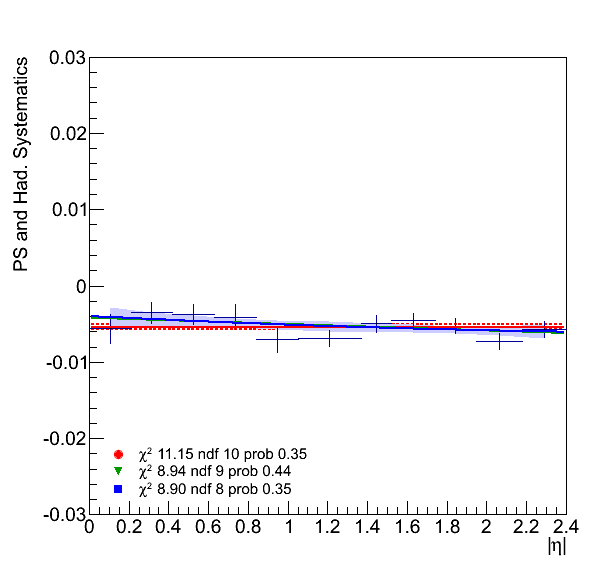 PS and Had. Systematics
0.03
0.02
0.01
0
-0.01
-0.02
-0.03
χ² 11.15 ndf 10 prob 0.35
χ² 8.94 ndf 9 prob 0.44
χ² 8.90 ndf 8 prob 0.35
0 0.2 0.4 0.6 0.8 1 1.2 1.4 1.6 1.8 2 2.2 2.4
|η|